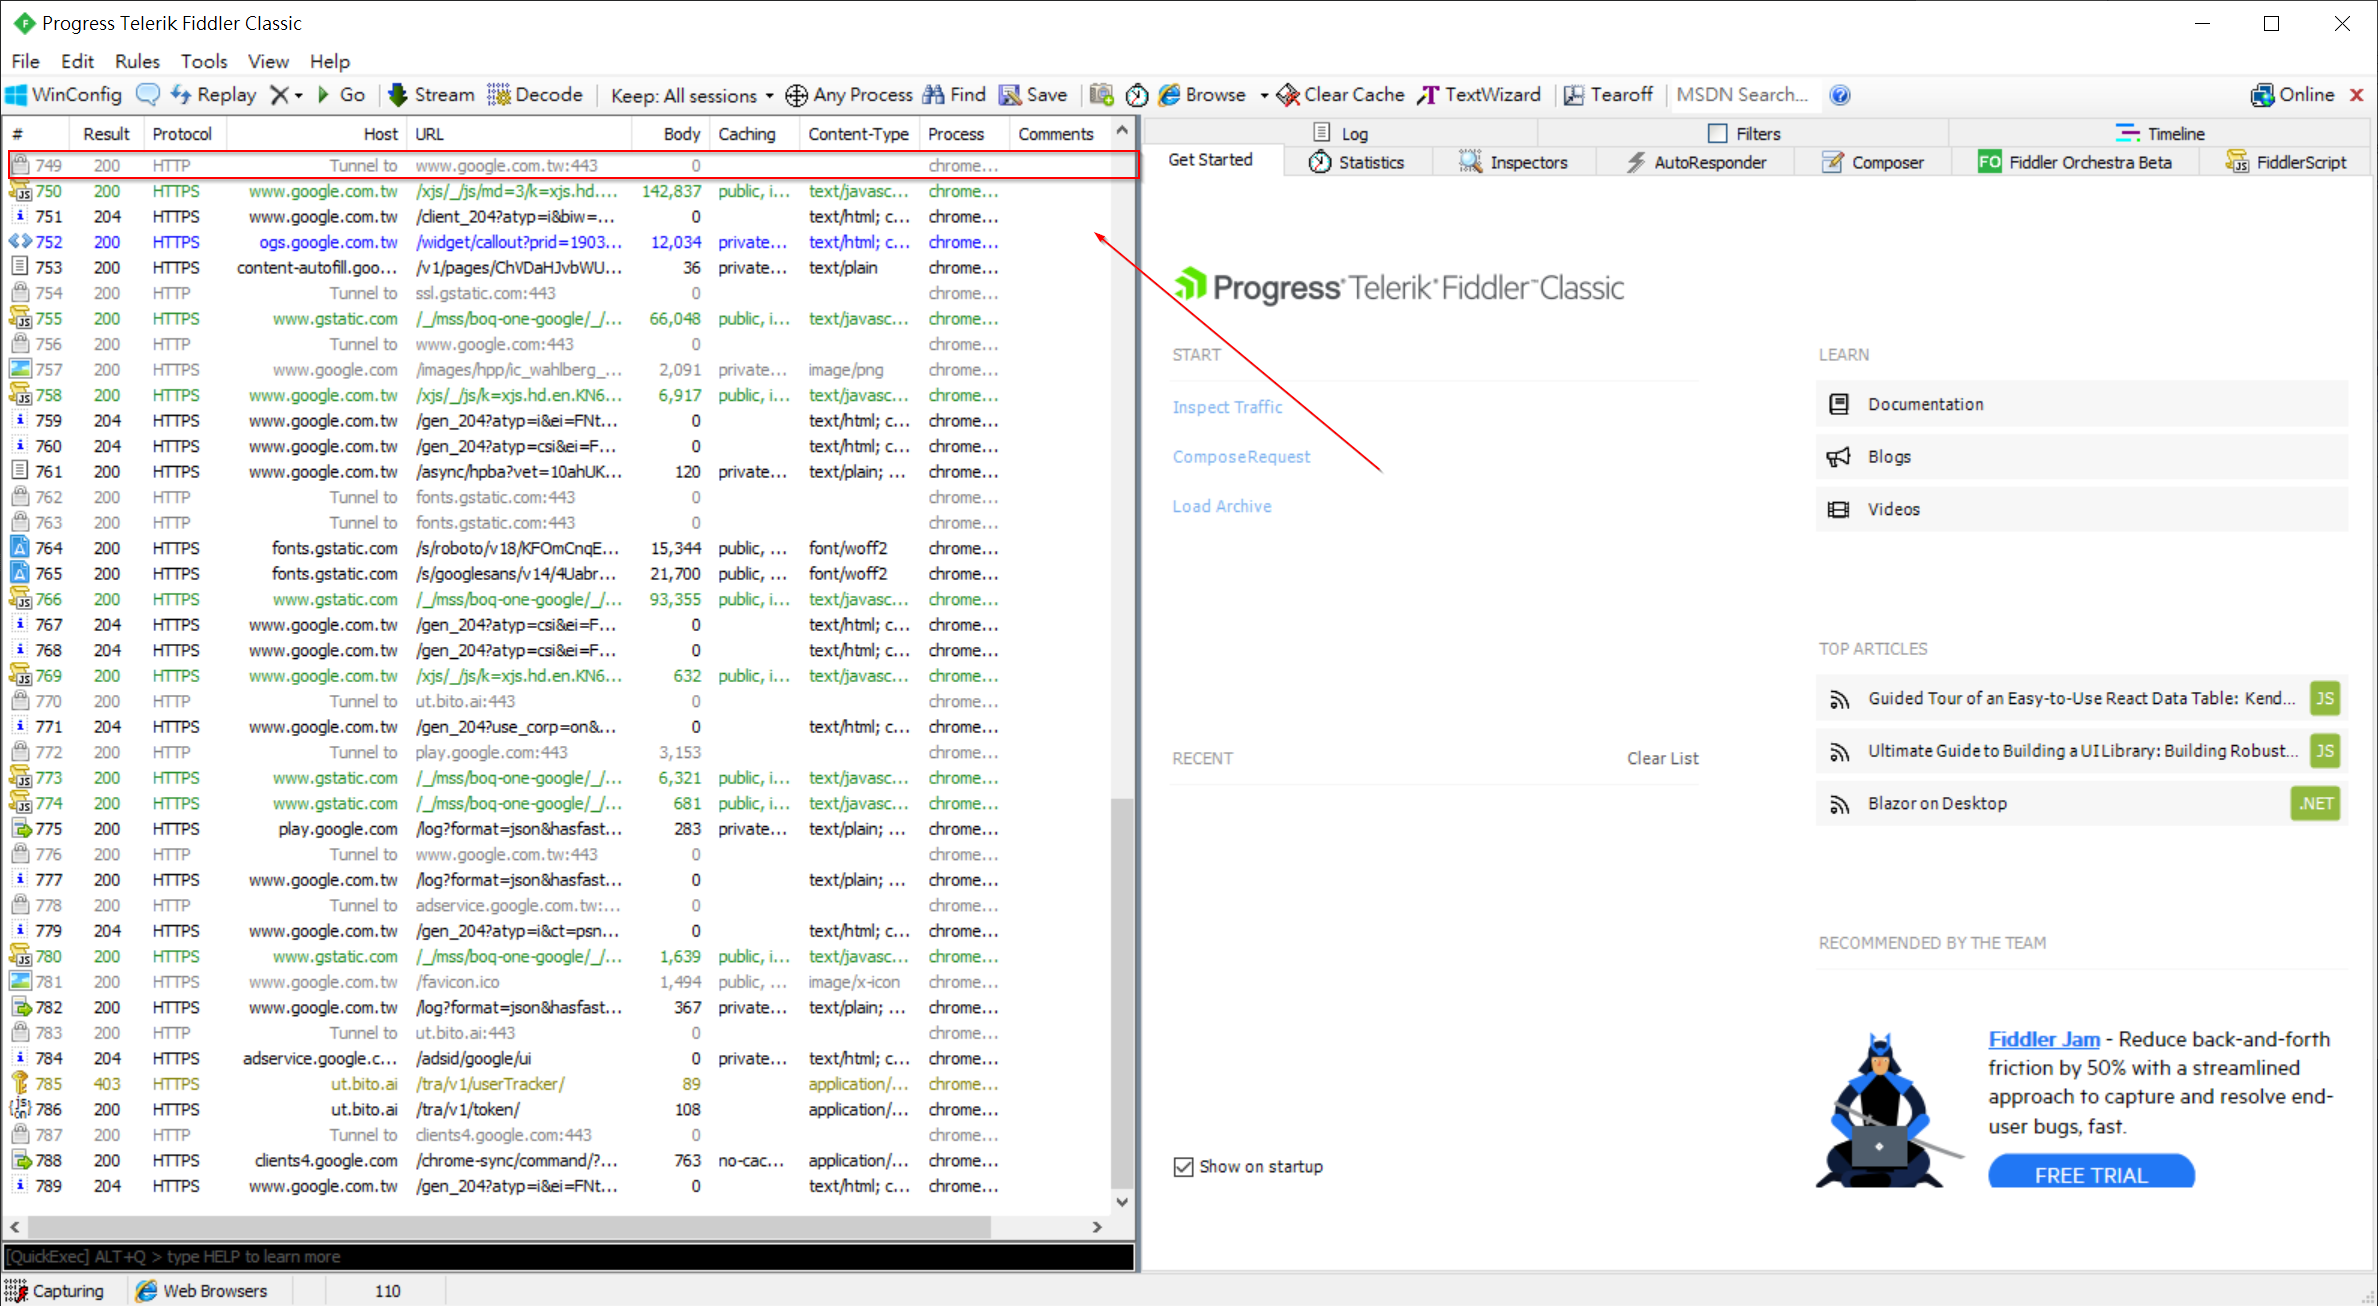 Progress Telerik Fiddler Classic
File Edit Rules Tools View Help
WinConfig Replay Go Stream Decode Keep: All sessions Any Process Find Save Browse Clear Cache TextWizard Tearoff MSDN Search... Online
# Result Protocol Host URL Body Caching Content-Type Process Comments
749 200 HTTP Tunnel to www.google.com.tw:443 0 chrome...
750 200 HTTPS www.google.com.tw /xjs/_/js/md=3/k=xjs.hd.... 142,837 public, i... text/javasc... chrome...
751 204 HTTPS www.google.com.tw /client_204?atyp=i&biw=... 0 text/html; c... chrome...
752 200 HTTPS ogs.google.com.tw /widget/callout?prid=1903... 12,034 private... text/html; c... chrome...
753 200 HTTPS content-autofill.goo... /v1/pages/ChVDaHJvbWU... 36 private... text/plain chrome...
754 200 HTTP Tunnel to ssl.gstatic.com:443 0 chrome...
755 200 HTTPS www.gstatic.com /_/mss/boq-one-google/_/... 66,048 public, i... text/javasc... chrome...
756 200 HTTP Tunnel to www.google.com:443 0 chrome...
757 200 HTTPS www.google.com /images/hpp/ic_wahlberg_... 2,091 private... image/png chrome...
758 200 HTTPS www.google.com.tw /xjs/_/js/k=xjs.hd.en.KN6... 6,917 public, i... text/javasc... chrome...
759 204 HTTPS www.google.com.tw /gen_204?atyp=i&ei=FNt... 0 text/html; c... chrome...
760 204 HTTPS www.google.com.tw /gen_204?atyp=csi&ei=F... 0 text/html; c... chrome...
761 200 HTTPS www.google.com.tw /async/hpba?vet=10ahUK... 120 private... text/plain; ... chrome...
762 200 HTTP Tunnel to fonts.gstatic.com:443 0 chrome...
763 200 HTTP Tunnel to fonts.gstatic.com:443 0 chrome...
764 200 HTTPS fonts.gstatic.com /s/roboto/v18/KFOmCnqE... 15,344 public, ... font/woff2 chrome...
765 200 HTTPS fonts.gstatic.com /s/googlesans/v14/4Uabr... 21,700 public, ... font/woff2 chrome...
766 200 HTTPS www.gstatic.com /_/mss/boq-one-google/_/... 93,355 public, i... text/javasc... chrome...
767 204 HTTPS www.google.com.tw /gen_204?atyp=csi&ei=F... 0 text/html; c... chrome...
768 204 HTTPS www.google.com.tw /gen_204?atyp=csi&ei=F... 0 text/html; c... chrome...
769 200 HTTPS www.google.com.tw /xjs/_/js/k=xjs.hd.en.KN6... 632 public, i... text/javasc... chrome...
770 200 HTTP Tunnel to ut.bito.ai:443 0 chrome...
771 204 HTTPS www.google.com.tw /gen_204?use_corp=on&... 0 text/html; c... chrome...
772 200 HTTP Tunnel to play.google.com:443 3,153 chrome...
773 200 HTTPS www.gstatic.com /_/mss/boq-one-google/_/... 6,321 public, i... text/javasc... chrome...
774 200 HTTPS www.gstatic.com /_/mss/boq-one-google/_/... 681 public, i... text/javasc... chrome...
775 200 HTTPS play.google.com /log?format=json&hasfast... 283 private... text/plain; ... chrome...
776 200 HTTP Tunnel to www.google.com.tw:443 0 chrome...
777 200 HTTPS www.google.com.tw /log?format=json&hasfast... 0 text/plain; ... chrome...
778 200 HTTP Tunnel to adservice.google.com.tw:... 0 chrome...
779 204 HTTPS www.google.com.tw /gen_204?atyp=i&ct=psn... 0 text/html; c... chrome...
780 200 HTTPS www.gstatic.com /_/mss/boq-one-google/_/... 1,639 public, i... text/javasc... chrome...
781 200 HTTPS www.google.com.tw /favicon.ico 1,494 public, ... image/x-icon chrome...
782 200 HTTPS www.google.com.tw /log?format=json&hasfast... 367 private... text/plain; ... chrome...
783 200 HTTP Tunnel to ut.bito.ai:443 0 chrome...
784 204 HTTPS adservice.google.c... /adsid/google/ui 0 private... text/html; c... chrome...
785 403 HTTPS ut.bito.ai /tra/v1/userTracker/ 89 application/... chrome...
786 200 HTTPS ut.bito.ai /tra/v1/token/ 108 application/... chrome...
787 200 HTTP Tunnel to clients4.google.com:443 0 chrome...
788 200 HTTPS clients4.google.com /chrome-sync/command/?... 763 no-cac... application/... chrome...
789 204 HTTPS www.google.com.tw /gen_204?atyp=i&ei=FNt... 0 text/html; c... chrome...
[QuickExec] ALT+Q > type HELP to learn more
Capturing Web Browsers 110
Log Filters Timeline
Get Started Statistics Inspectors AutoResponder Composer FO Fiddler Orchestra Beta FiddlerScript
Progress Telerik Fiddler™Classic
START
Inspect Traffic
Compose Request
Load Archive
RECENT Clear List
Show on startup
LEARN
Documentation
Blogs
Videos
TOP ARTICLES
Guided Tour of an Easy-to-Use React Data Table: Kend... JS
Ultimate Guide to Building a UI Library: Building Robust... JS
Blazor on Desktop .NET
RECOMMENDED BY THE TEAM
Fiddler Jam - Reduce back-and-forth
friction by 50% with a streamlined
approach to capture and resolve end-
user bugs, fast.
FREE TRIAL